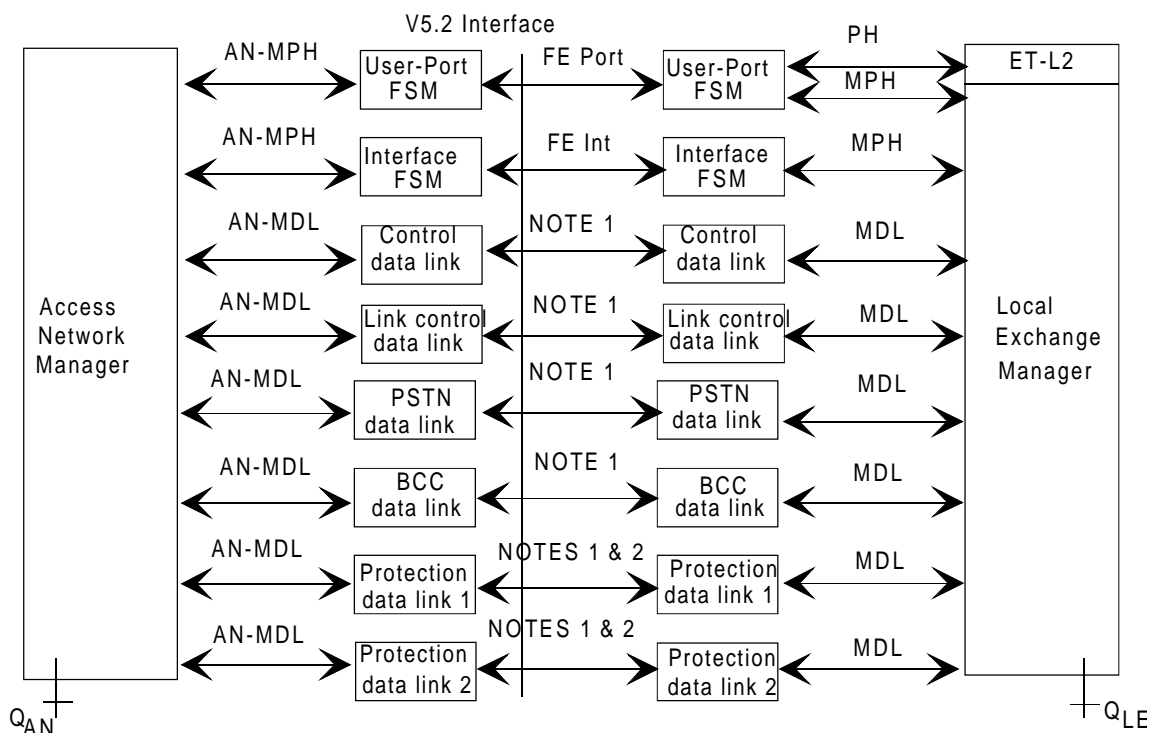 V5.2 Interface
AN-MPH
User-Port
FSM
FE Port
User-Port
FSM
PH
MPH
ET-L2
AN-MPH
Interface
FSM
FE Int
Interface
FSM
MPH
AN-MDL
Control
data link
NOTE 1
Control
data link
MDL
Access
Network
Manager
AN-MDL
Link control
data link
NOTE 1
Link control
data link
MDL
Local
Exchange
Manager
AN-MDL
PSTN
data link
NOTE 1
PSTN
data link
MDL
AN-MDL
BCC
data link
NOTE 1
BCC
data link
MDL
AN-MDL
Protection
data link 1
NOTES 1 & 2
Protection
data link 1
MDL
AN-MDL
Protection
data link 2
NOTES 1 & 2
Protection
data link 2
MDL
QAN
QLE